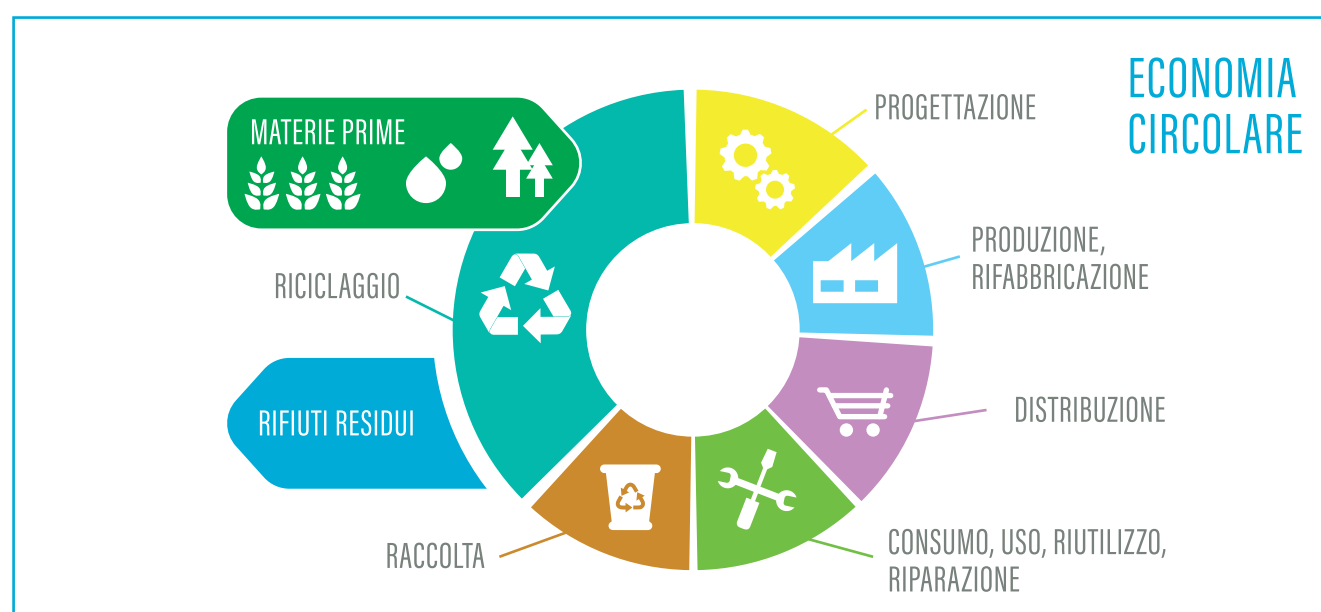 ECONOMIA
CIRCOLARE
MATERIE PRIME
PROGETTAZIONE
PRODUZIONE,
RIFABBRICAZIONE
DISTRIBUZIONE
CONSUMO, USO, RIUTILIZZO,
RIPARAZIONE
RACCOLTA
RICICLAGGIO
RIFIUTI RESIDUI